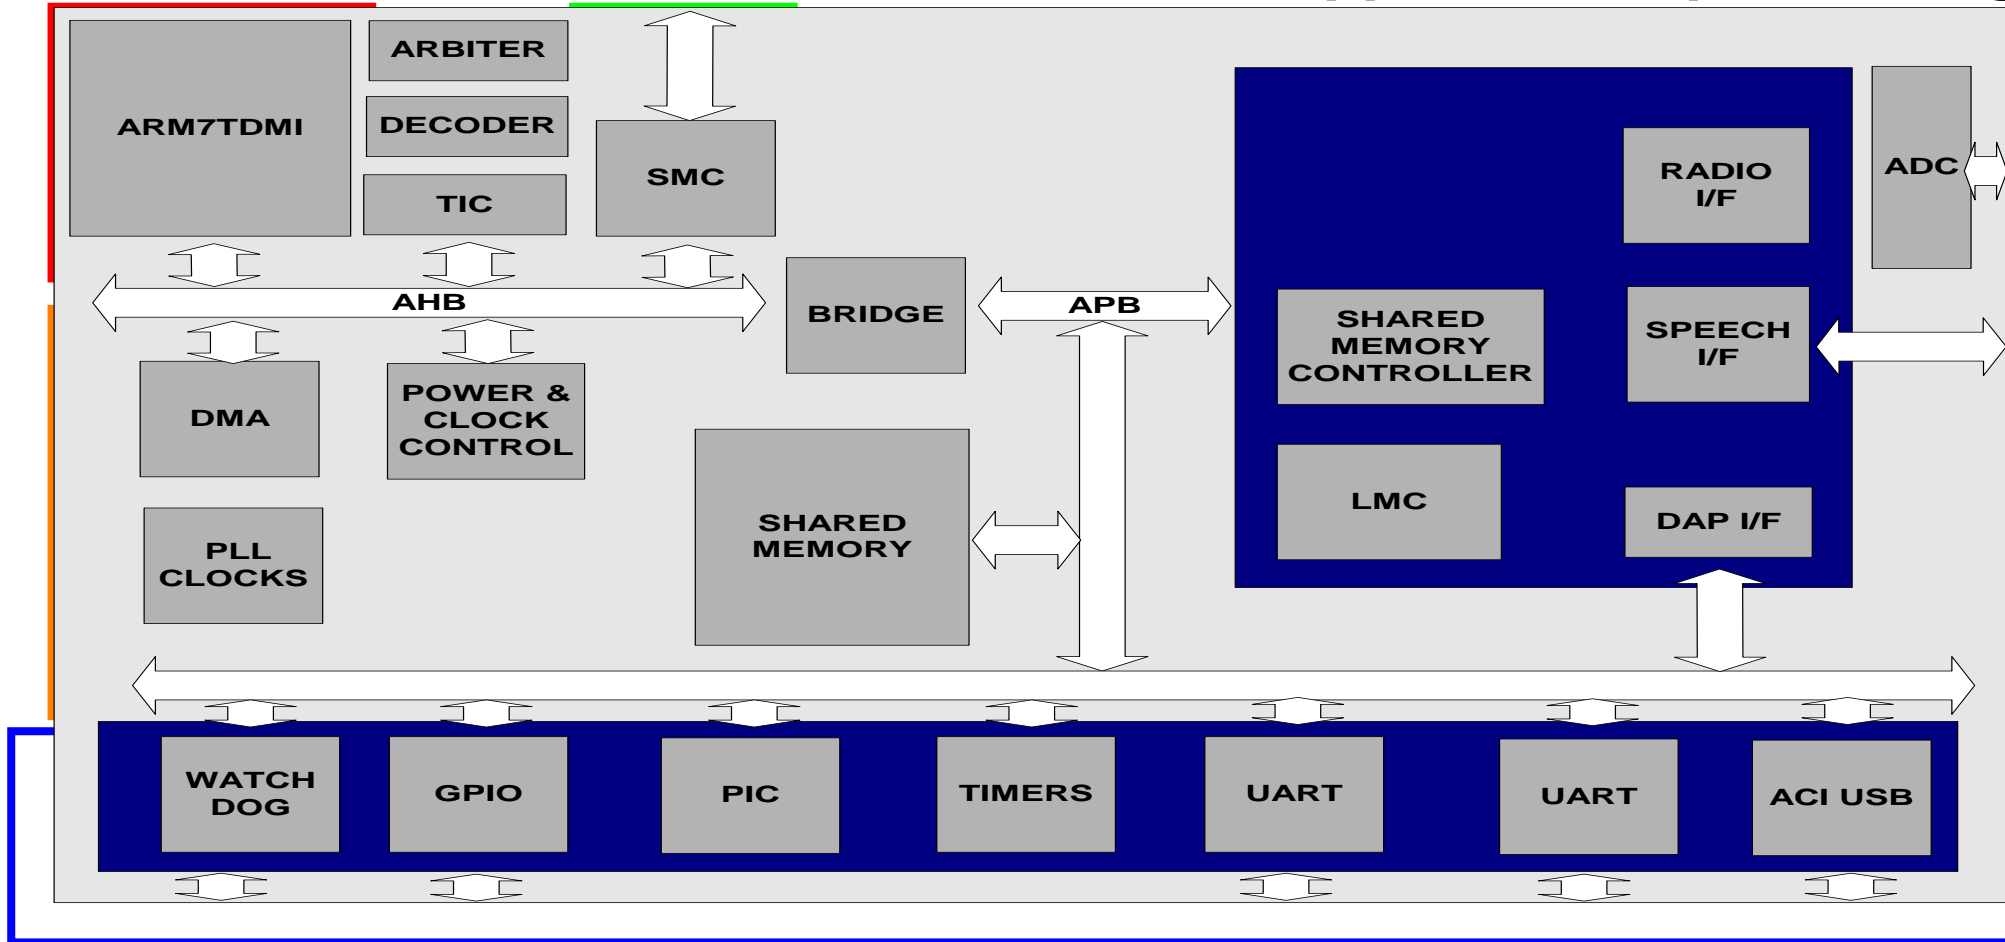 ARM7TDMI
ARBITER
DECODER
TIC
SMC
AHB
BRIDGE
APB
RADIO
I/F
ADC
SHARED
MEMORY
CONTROLLER
SPEECH
I/F
LMC
DAP I/F
DMA
POWER &
CLOCK
CONTROL
PLL
CLOCKS
SHARED
MEMORY
WATCH
DOG
GPIO
PIC
TIMERS
UART
UART
ACI USB